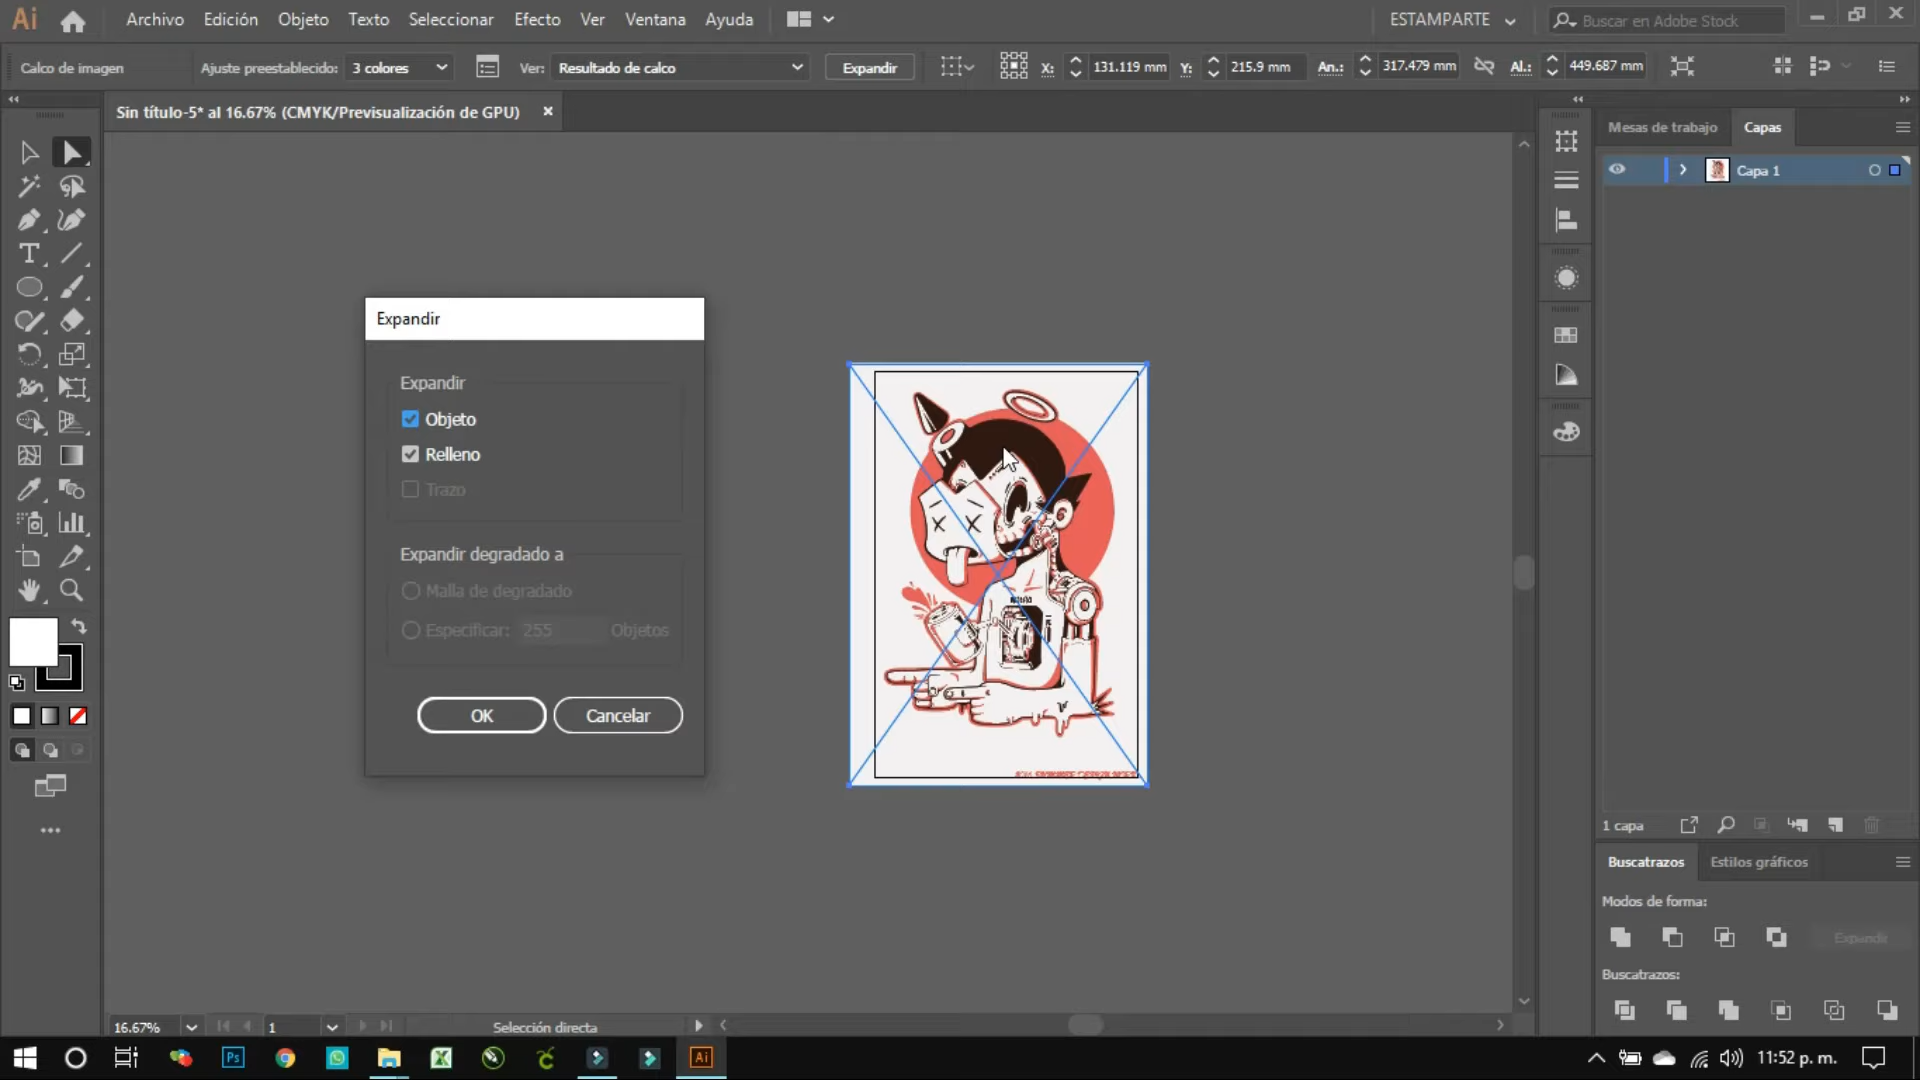 Ai Archivo Edición Objeto Texto Seleccionar Efecto Ver Ventana Ayuda ESTAMPARTE Buscar en Adobe Stock
Calco de imagen Ajuste preestablecido: 3 colores Ver: Resultado de calco Expandir X: 131.119 mm Y: 215.9 mm An.: 317.479 mm Al.: 449.687 mm
Sin título-5* al 16.67% (CMYK/Previsualización de GPU)
Mesas de trabajo Capas
Capa 1
Expandir
Expandir
Objeto
Relleno
Trazo
Expandir degradado a
Malla de degradado
Especificar: 255 Objetos
OK Cancelar
1 capa
Buscatrazos Estilos gráficos
Modos de forma:
Expandir
Buscatrazos:
16.67% 1 Selección directa
Ps Ai 11:52 p. m.